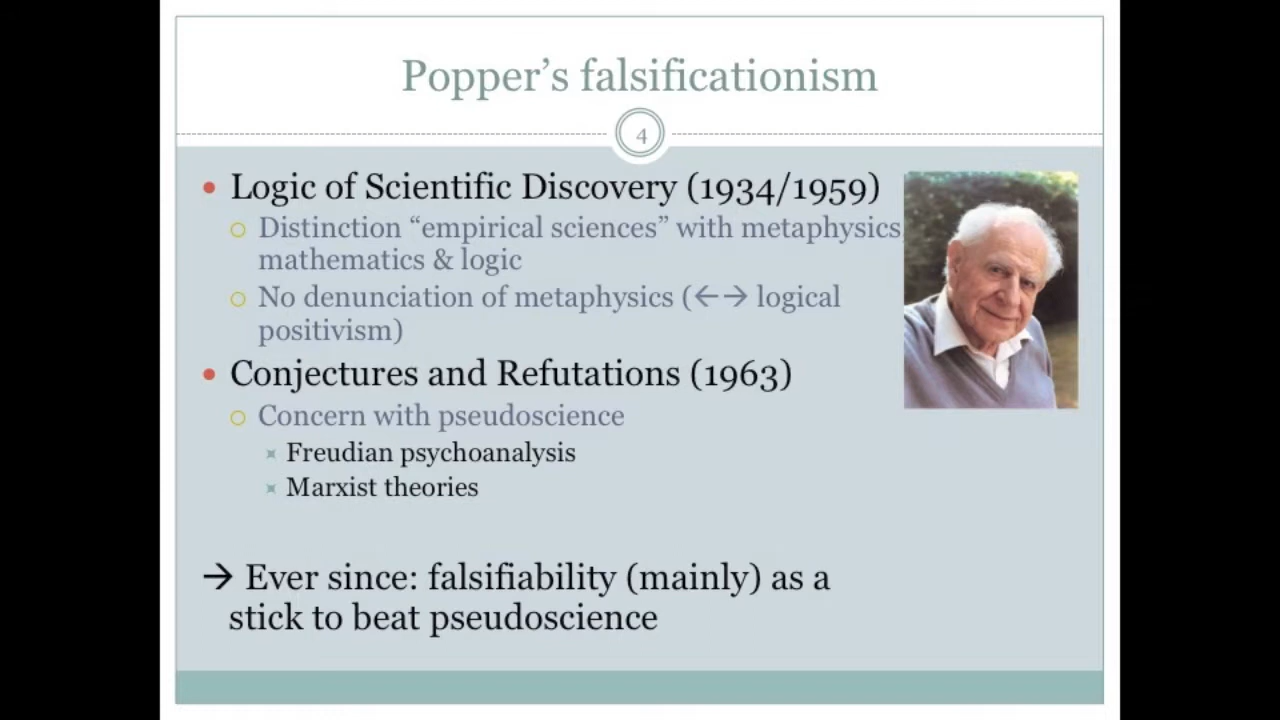 Popper’s falsificationism
4
• Logic of Scientific Discovery (1934/1959)
○ Distinction “empirical sciences” with metaphysics,
mathematics & logic
○ No denunciation of metaphysics (←→ logical
positivism)
• Conjectures and Refutations (1963)
○ Concern with pseudoscience
Freudian psychoanalysis
Marxist theories
→ Ever since: falsifiability (mainly) as a
stick to beat pseudoscience